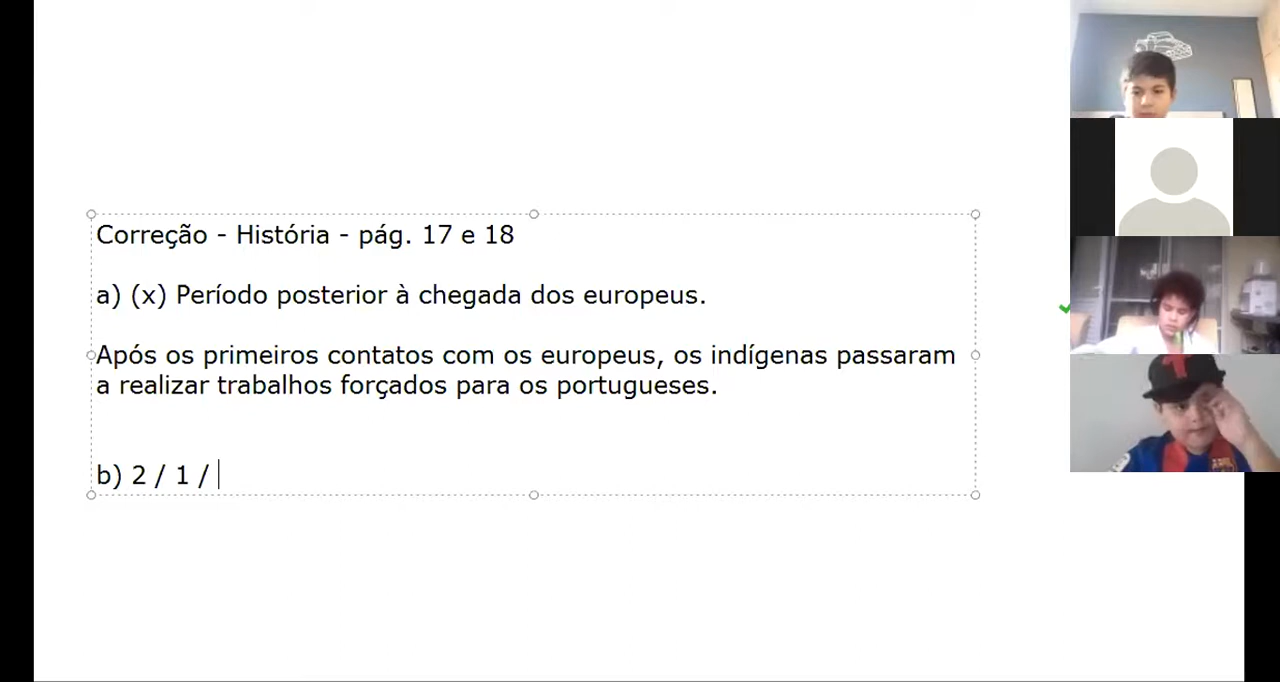 Correção - História - pág. 17 e 18
a) (x) Período posterior à chegada dos europeus.
Após os primeiros contatos com os europeus, os indígenas passaram
a realizar trabalhos forçados para os portugueses.
b) 2 / 1 /